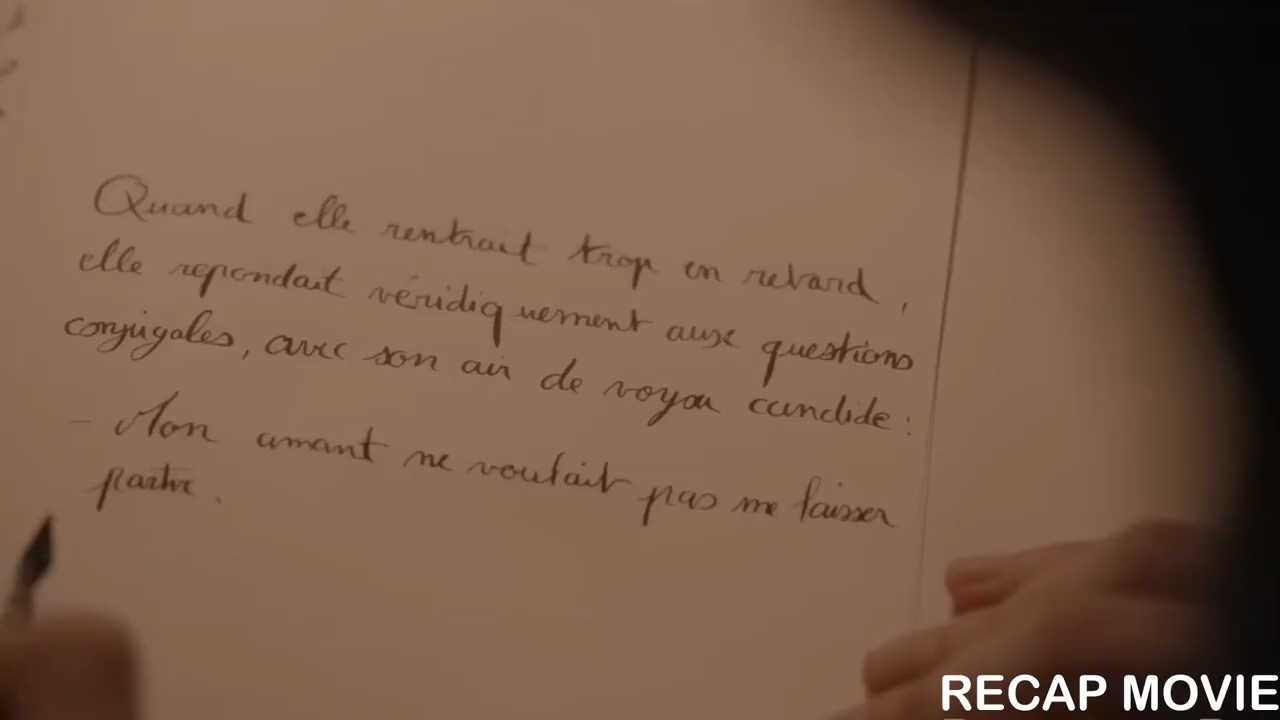 Quand elle rentrait trop en retard,
elle repondait véridiquement aux questions
conjugales, avec son air de voyou candide :
- Mon amant ne voulait pas me laisser
partir.
RECAP MOVIE